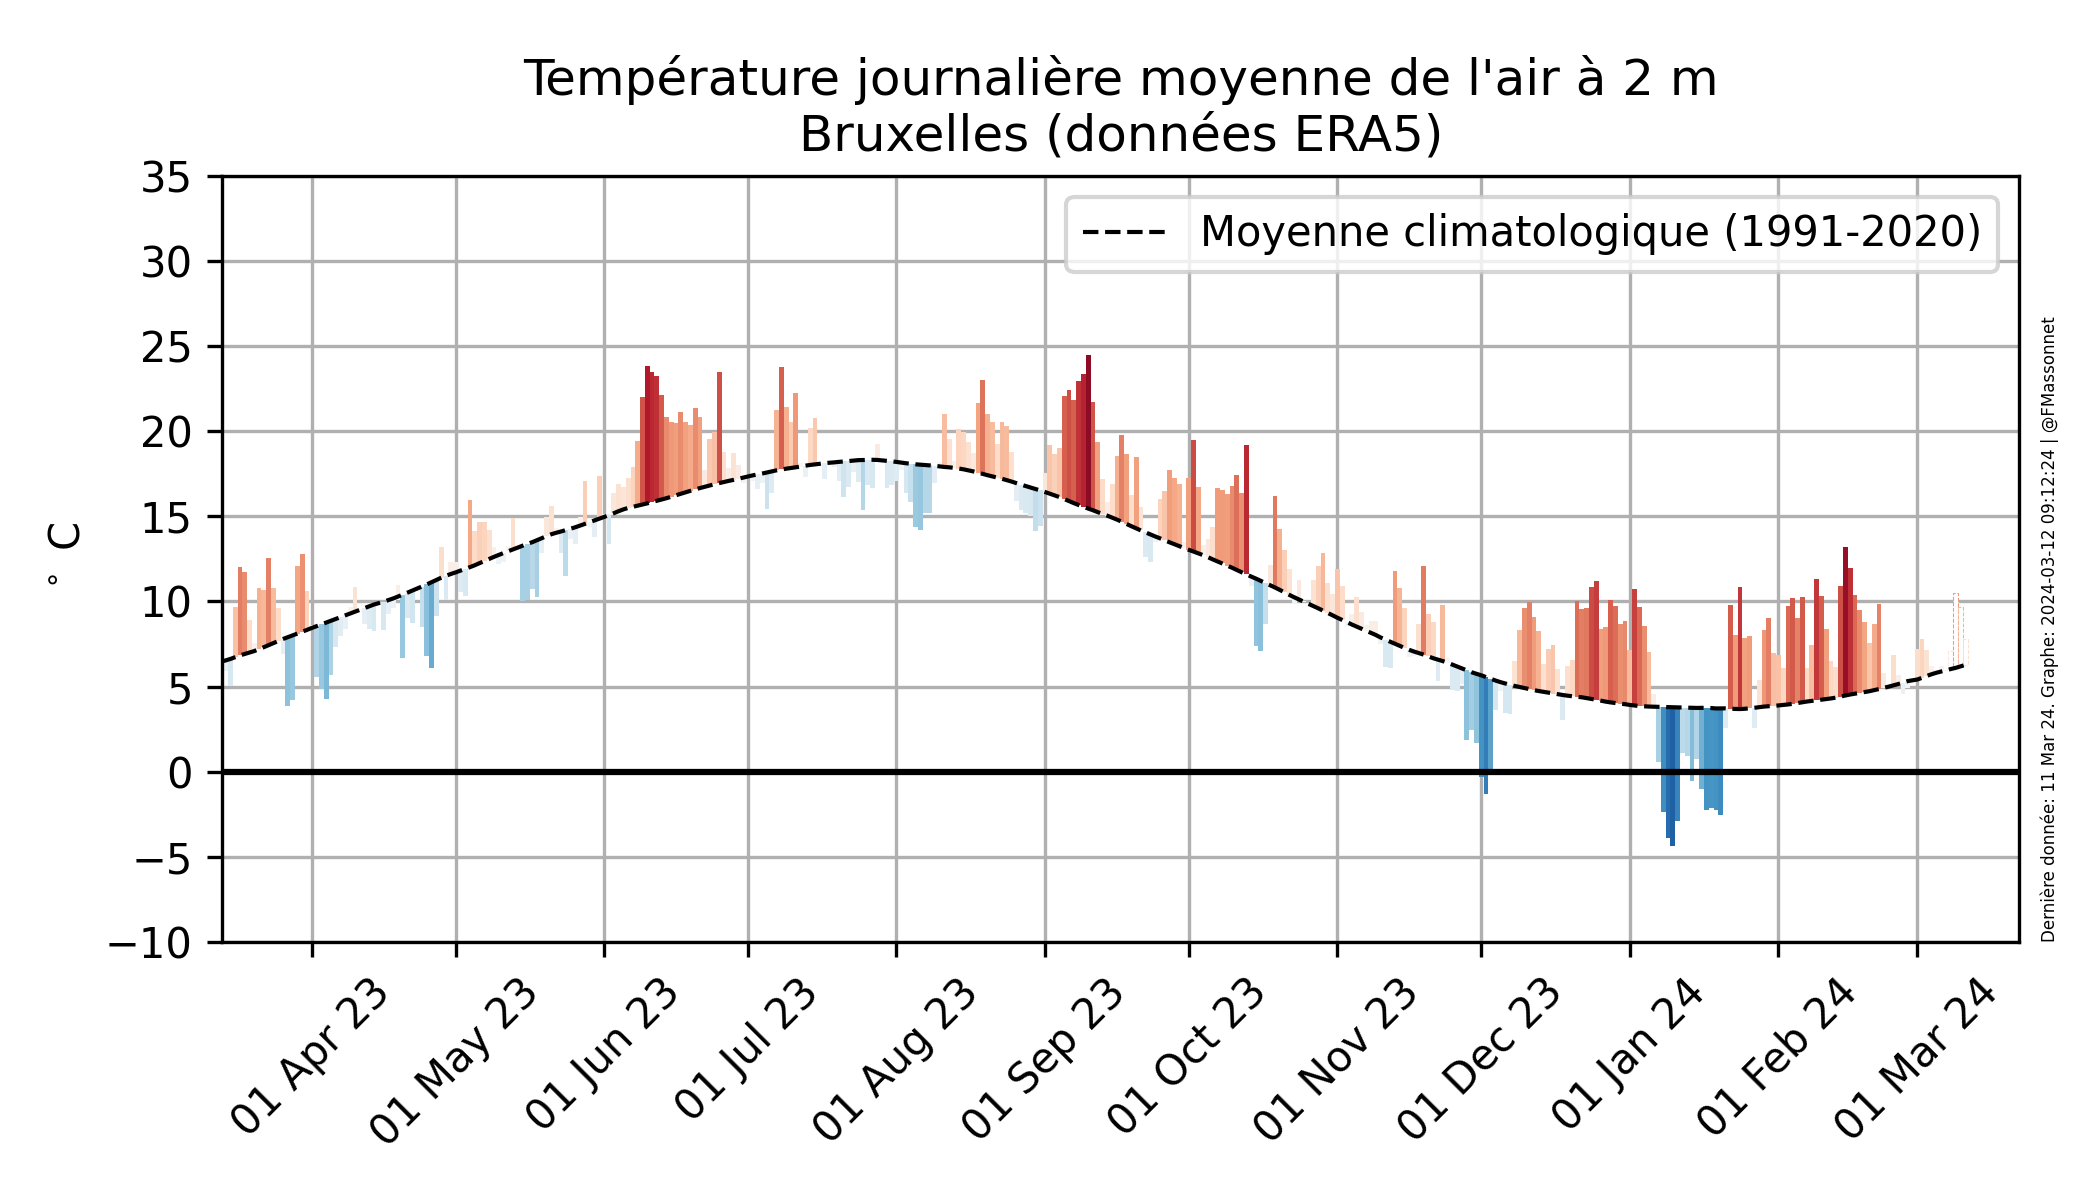 Température journalière moyenne de l'air à 2 m
Bruxelles (données ERA5)
Moyenne climatologique (1991-2020)
35
30
25
20
15
10
5
0
−5
−10
° C
01 Apr 23
01 May 23
01 Jun 23
01 Jul 23
01 Aug 23
01 Sep 23
01 Oct 23
01 Nov 23
01 Dec 23
01 Jan 24
01 Feb 24
01 Mar 24
Dernière donnée: 11 Mar 24. Graphe: 2024-03-12 09:12:24 | @FMassonnet